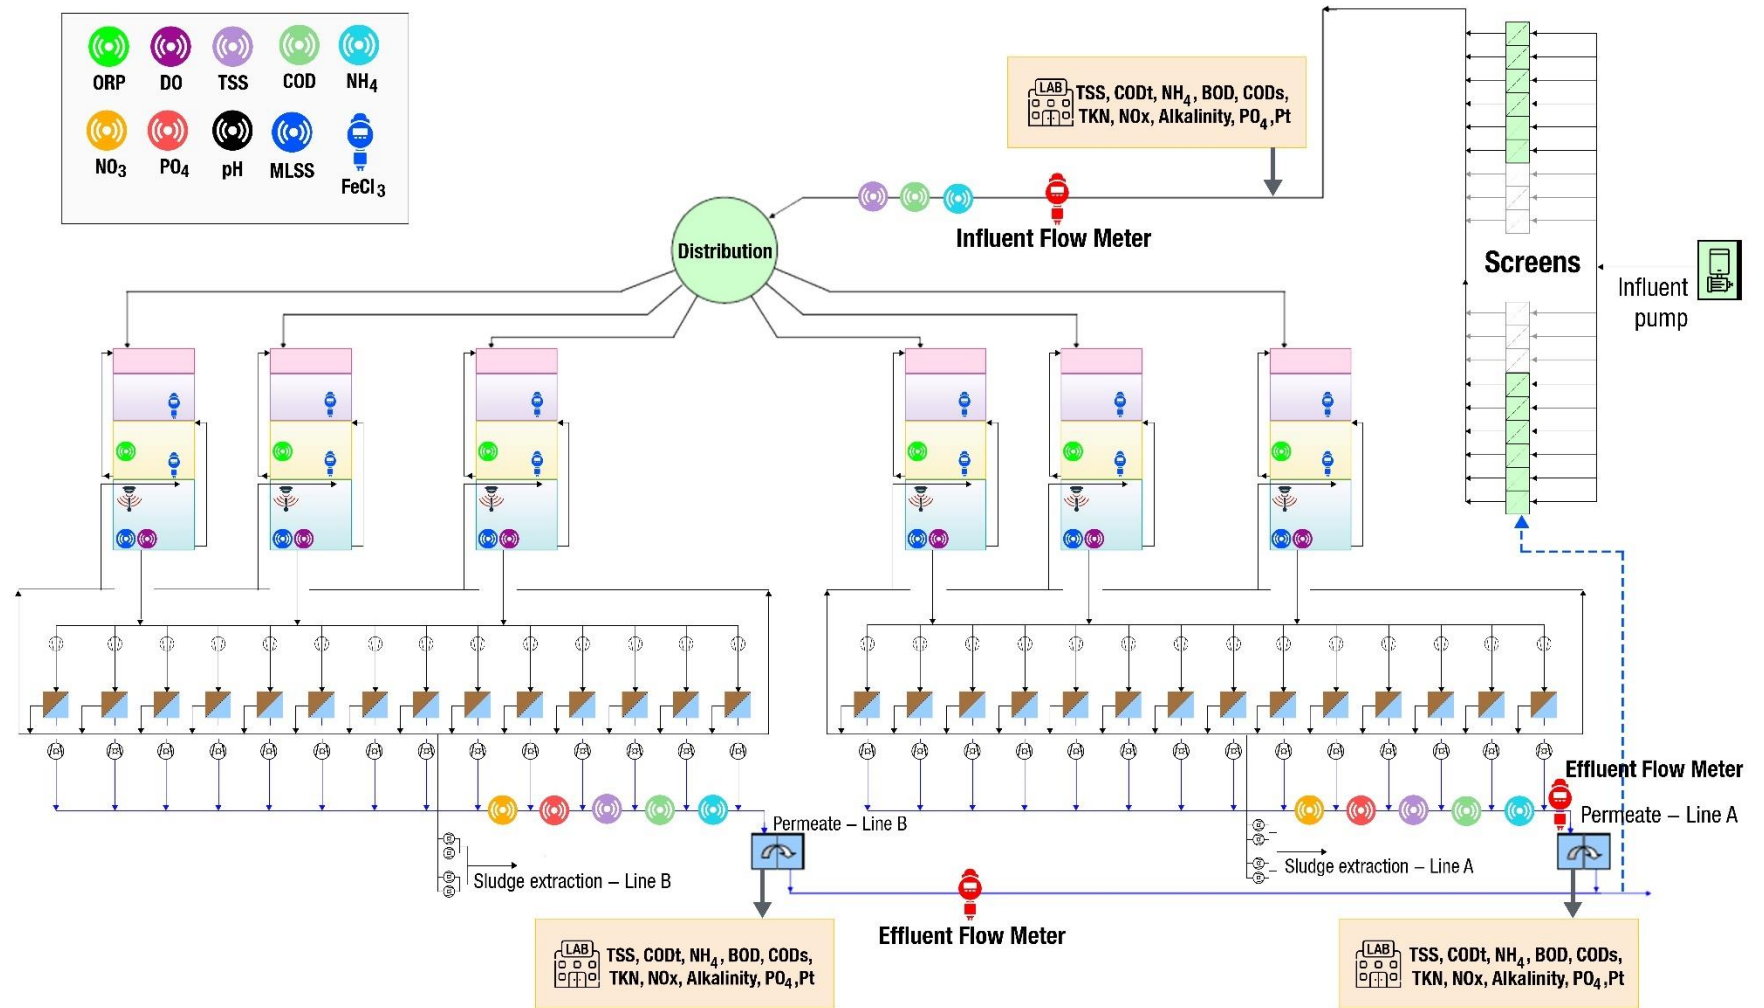 ORP DO TSS COD NH₄
NO₃ PO₄ pH MLSS FeCl₃
LAB
TSS, CODt, NH₄, BOD, CODs,
TKN, NOx, Alkalinity, PO₄,Pt
Influent Flow Meter
Distribution
Screens
Influent
pump
Effluent Flow Meter
Permeate – Line B
Permeate – Line A
Sludge extraction – Line B
Sludge extraction – Line A
Effluent Flow Meter
LAB
TSS, CODt, NH₄, BOD, CODs,
TKN, NOx, Alkalinity, PO₄,Pt
LAB
TSS, CODt, NH₄, BOD, CODs,
TKN, NOx, Alkalinity, PO₄,Pt